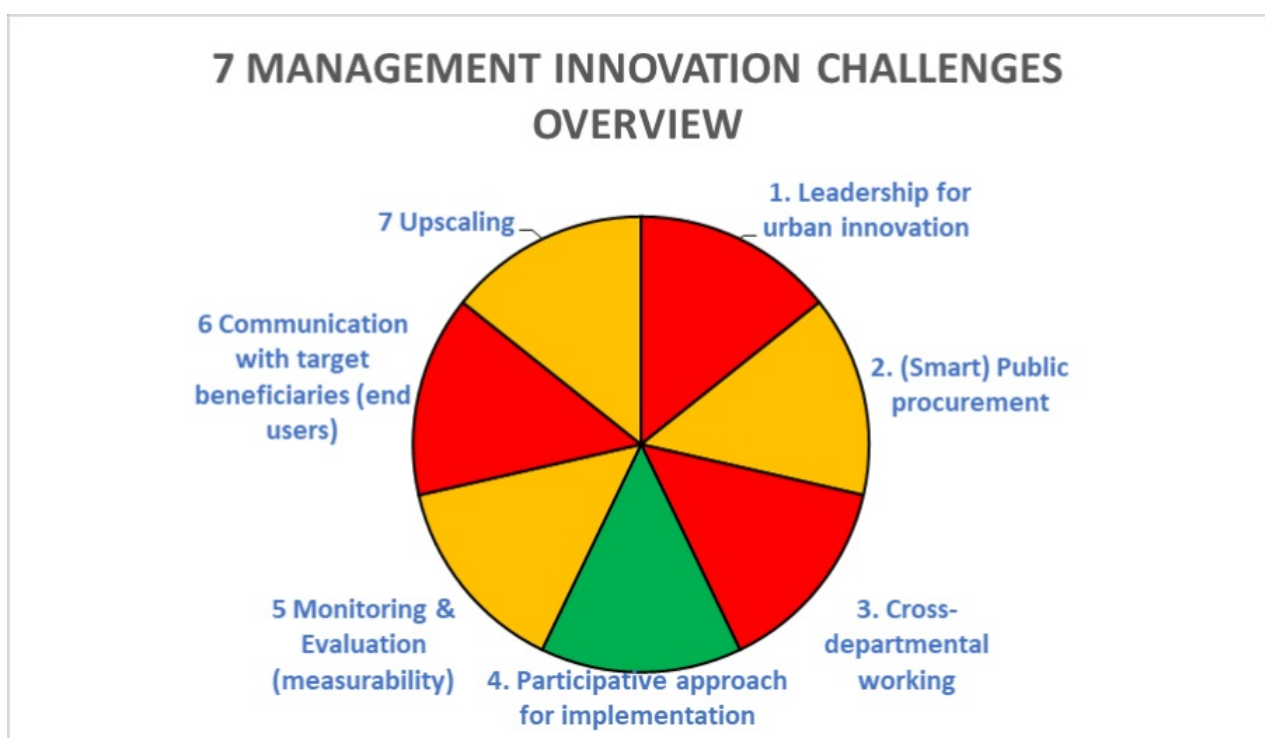 7 MANAGEMENT INNOVATION CHALLENGES
OVERVIEW
1. Leadership for
urban innovation
2. (Smart) Public
procurement
3. Cross-
departmental
working
4. Participative approach
for implementation
5 Monitoring &
Evaluation
(measurability)
6 Communication
with target
beneficiaries (end
users)
7 Upscaling